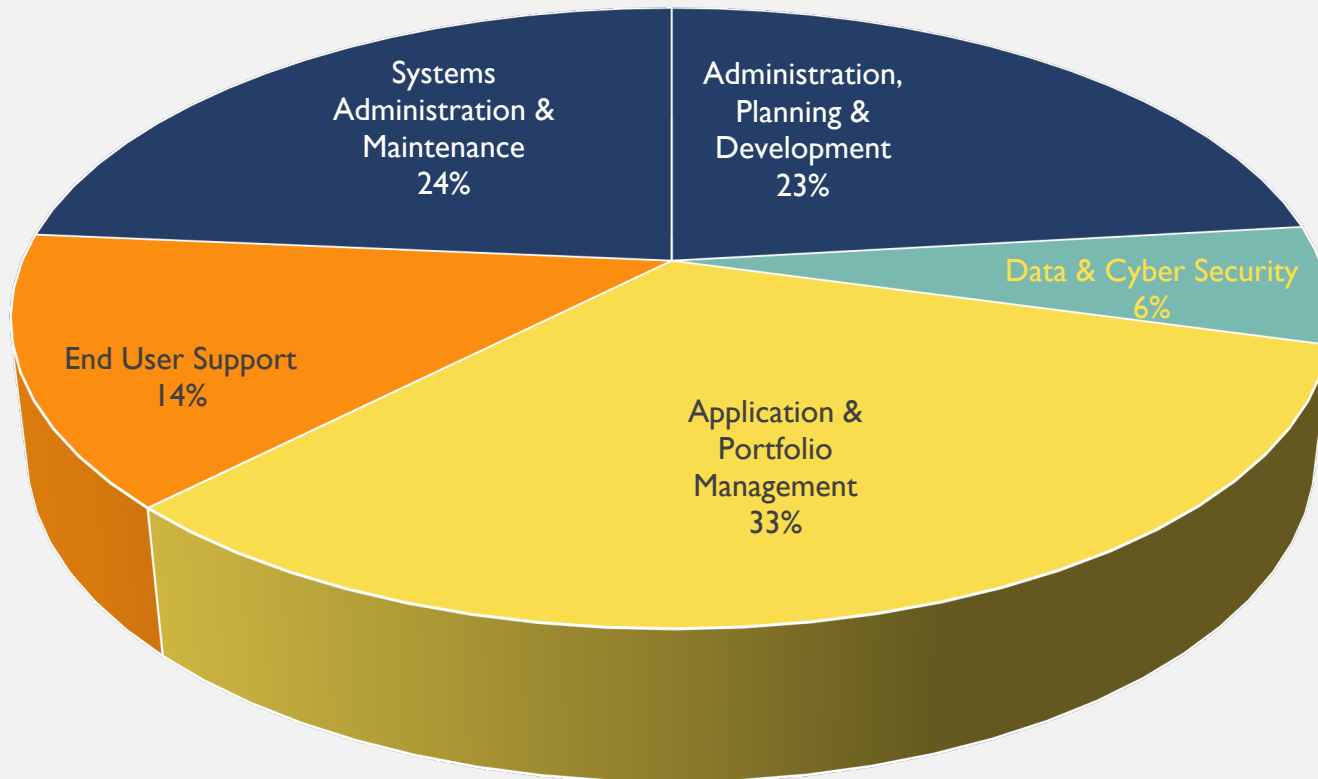 Systems
Administration &
Maintenance
24%
Administration,
Planning &
Development
23%
Data & Cyber Security
6%
End User Support
14%
Application &
Portfolio
Management
33%